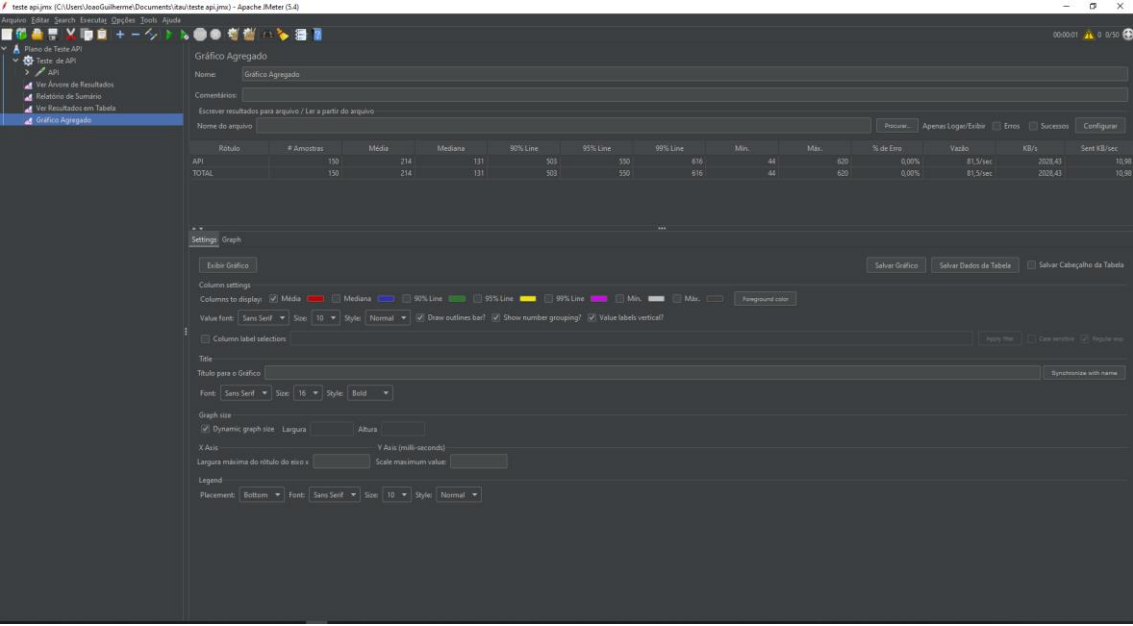 teste api.jmx (C:\Users\JoaoGuilherme\Documents\itau\teste api.jmx) - Apache JMeter (5.4)
Arquivo Editar Search Executar Opções Tools Ajuda
00:00:01 0 0/50
Plano de Teste API
Teste de API
API
Ver Árvore de Resultados
Relatório de Sumário
Ver Resultados em Tabela
Gráfico Agregado
Gráfico Agregado
Nome: Gráfico Agregado
Comentários:
Escrever resultados para arquivo / Ler a partir do arquivo
Nome do arquivo Procurar... Apenas Logar/Exibir Erros Sucessos Configurar
Rótulo # Amostras Média Mediana 90% Line 95% Line 99% Line Mín. Máx. % de Erro Vazão KB/s Sent KB/sec
API 150 214 131 503 550 616 44 620 0,00% 81,5/sec 2028,43 10,98
TOTAL 150 214 131 503 550 616 44 620 0,00% 81,5/sec 2028,43 10,98
Settings Graph
Exibir Gráfico Salvar Gráfico Salvar Dados da Tabela Salvar Cabeçalho da Tabela
Column settings
Columns to display: Média Mediana 90% Line 95% Line 99% Line Mín. Máx. Foreground color
Value font: Sans Serif Size: 10 Style: Normal Draw outlines bar? Show number grouping? Value labels vertical?
Column label selection: Apply filter Case sensitive Regular exp.
Title
Título para o Gráfico Synchronize with name
Font: Sans Serif Size: 16 Style: Bold
Graph size
Dynamic graph size Largura Altura
X Axis Y Axis (milli-seconds)
Largura máxima do rótulo do eixo x Scale maximum value:
Legend
Placement: Bottom Font: Sans Serif Size: 10 Style: Normal